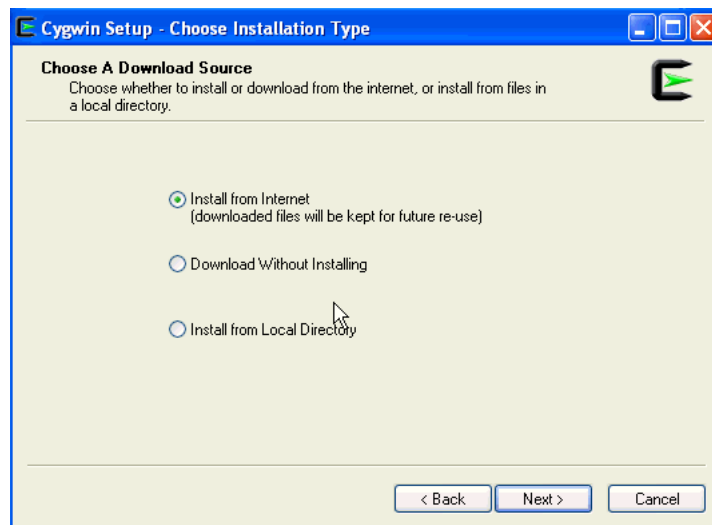 Cygwin Setup - Choose Installation Type
Choose A Download Source
Choose whether to install or download from the internet, or install from files in
a local directory.
Install from Internet
(downloaded files will be kept for future re-use)
Download Without Installing
Install from Local Directory
< Back Next > Cancel